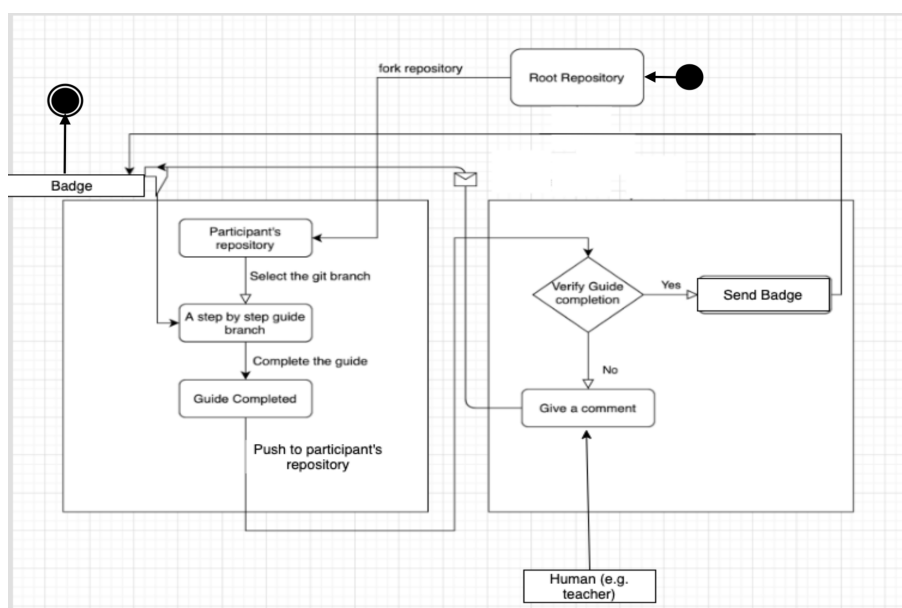 fork repository
Root Repository
Badge
Participant's
repository
Select the git branch
A step by step guide
branch
Complete the guide
Guide Completed
Push to participant's
repository
Verify Guide
completion
Yes
Send Badge
No
Give a comment
Human (e.g.
teacher)